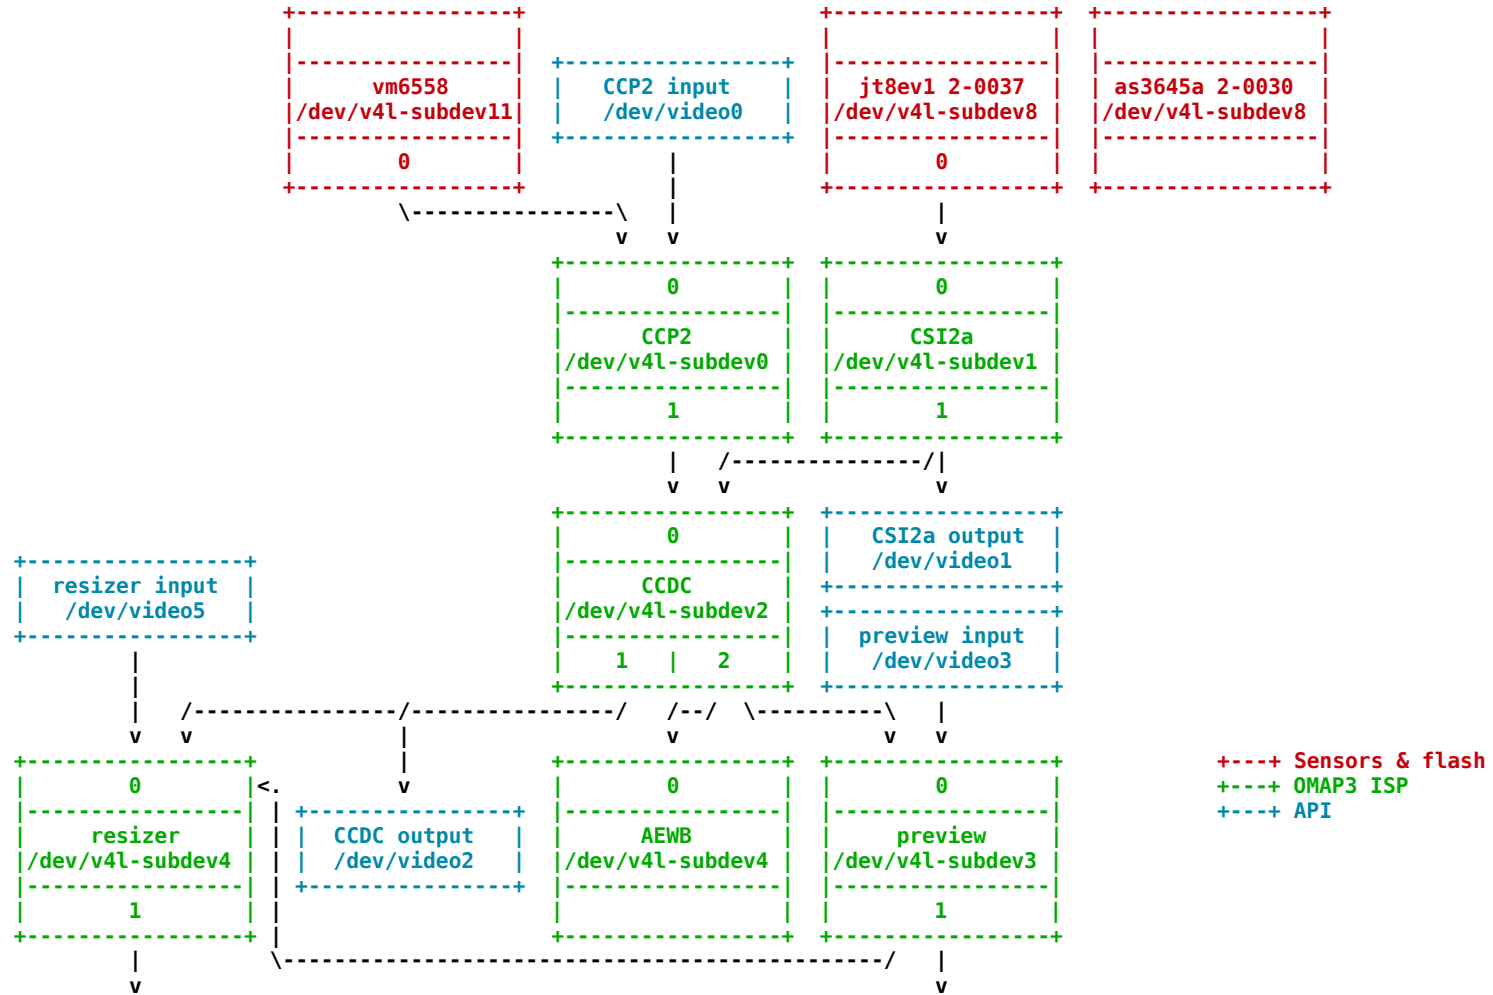 vm6558
/dev/v4l-subdev11
0
CCP2 input
/dev/video0
jt8ev1 2-0037
/dev/v4l-subdev8
0
as3645a 2-0030
/dev/v4l-subdev8
0
CCP2
/dev/v4l-subdev0
1
0
CSI2a
/dev/v4l-subdev1
1
0
CCDC
/dev/v4l-subdev2
1 | 2
CSI2a output
/dev/video1
preview input
/dev/video3
resizer input
/dev/video5
0
resizer
/dev/v4l-subdev4
1
CCDC output
/dev/video2
0
AEWB
/dev/v4l-subdev4
0
preview
/dev/v4l-subdev3
1
+---+ Sensors & flash
+---+ OMAP3 ISP
+---+ API